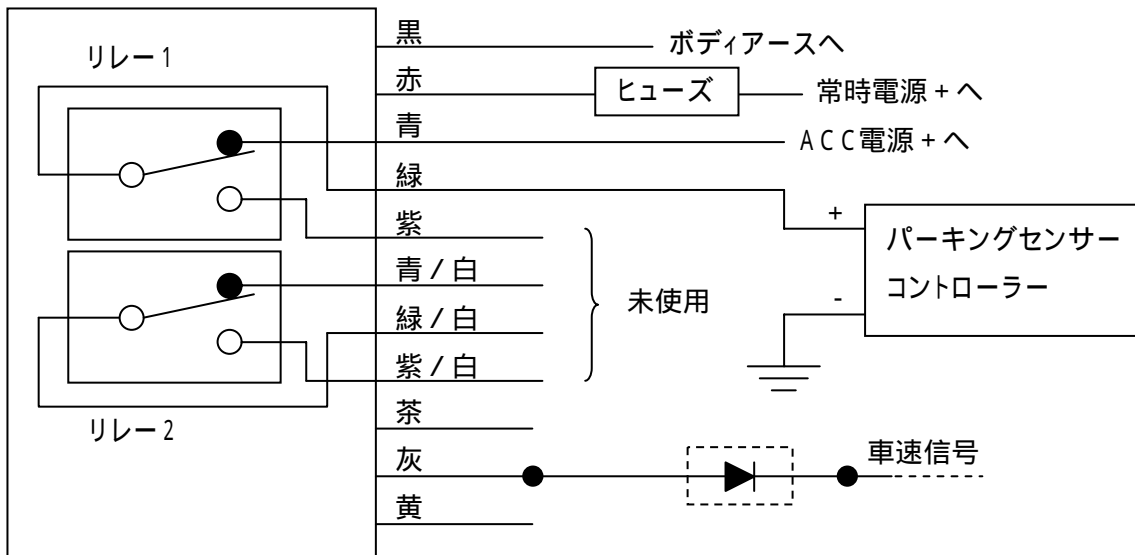 リレー1
黒
ボディアースへ
赤
ヒューズ
常時電源+へ
青
ACC電源+へ
緑
紫
+
パーキングセンサー
コントローラー
青/白
未使用
-
緑/白
紫/白
リレー2
茶
灰
車速信号
黄